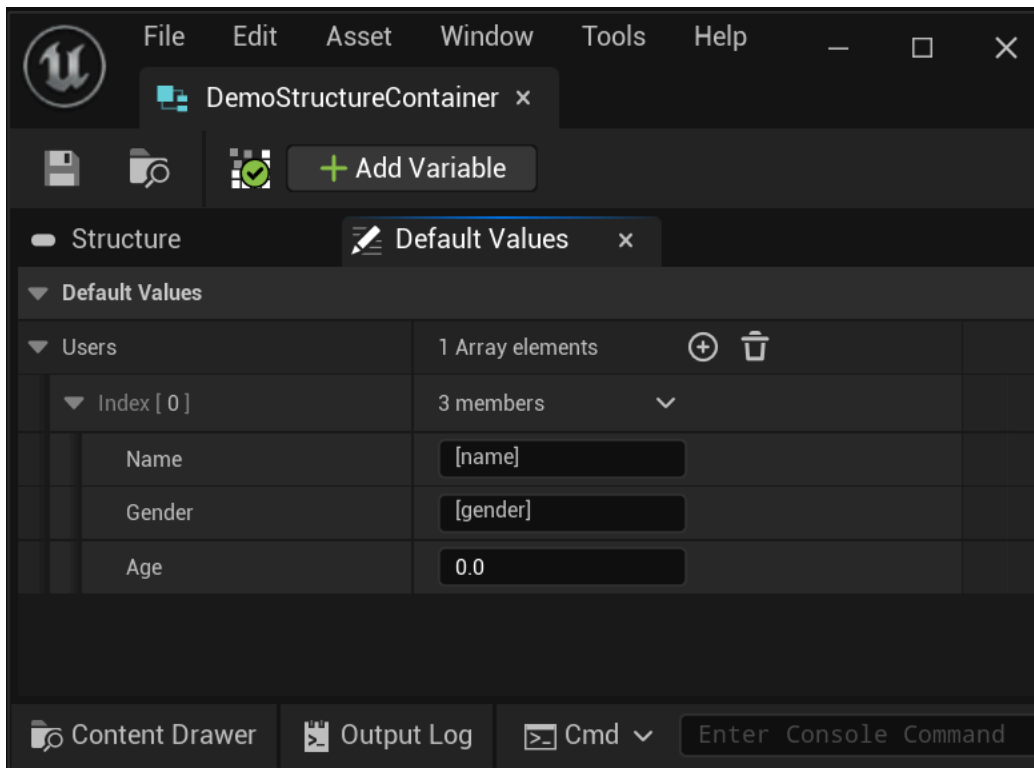 File Edit Asset Window Tools Help
DemoStructureContainer
Add Variable
Structure Default Values
Default Values
Users 1 Array elements
Index [ 0 ] 3 members
Name [name]
Gender [gender]
Age 0.0
Content Drawer Output Log Cmd Enter Console Command